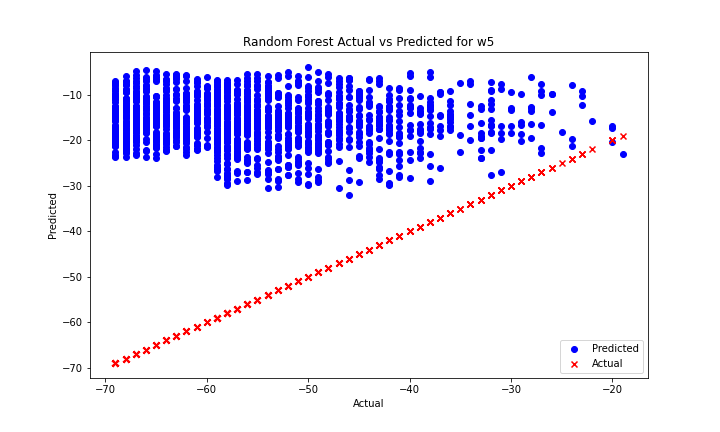 Random Forest Actual vs Predicted for w5
−10
−20
−30
−40
−50
−60
−70
Predicted
Predicted
Actual
−70 −60 −50 −40 −30 −20
Actual